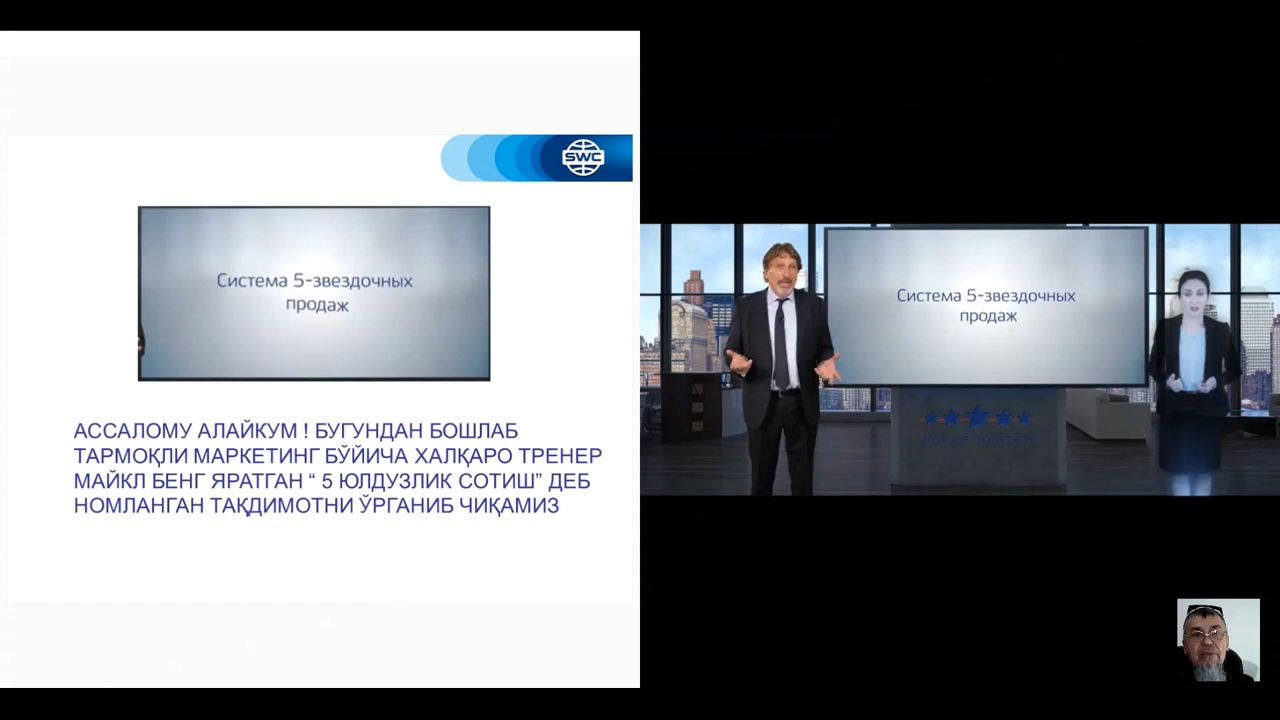 SWC
Система 5-звездочных
продаж
АССАЛОМУ АЛАЙКУМ ! БУГУНДАН БОШЛАБ
ТАРМОҚЛИ МАРКЕТИНГ БЎЙИЧА ХАЛҚАРО ТРЕНЕР
МАЙКЛ БЕНГ ЯРАТГАН “ 5 ЮЛДУЗЛИК СОТИШ” ДЕБ
НОМЛАНГАН ТАҚДИМОТНИ ЎРГАНИБ ЧИҚАМИЗ
Система 5-звездочных
продаж